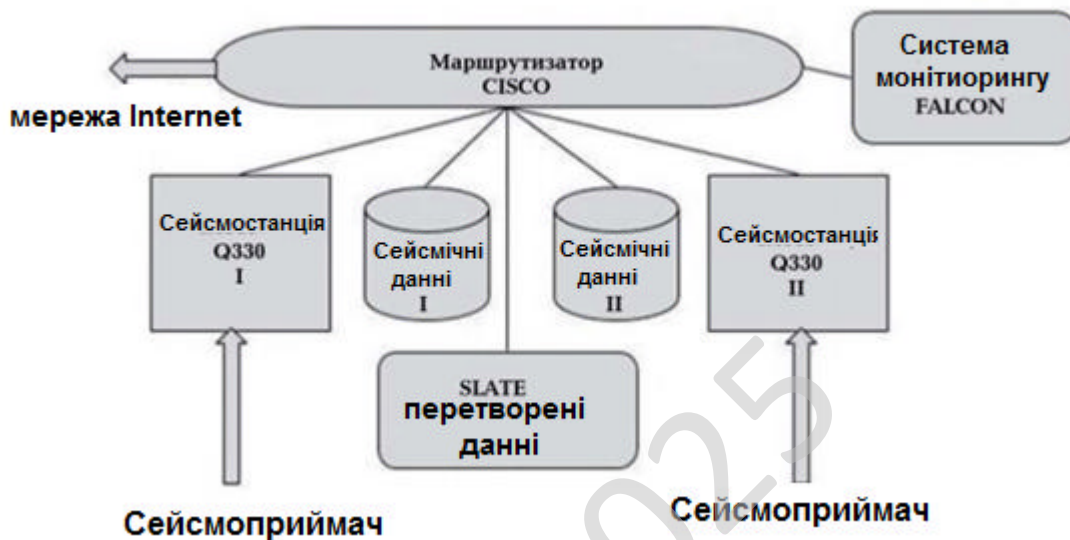 Маршрутизатор
CISCO
Система
монітиорингу
FALCON
мережа Internet
Сейсмостанція
Q330
I
Сейсмічні
данні
I
Сейсмічні
данні
II
Сейсмостанція
Q330
II
SLATE
перетворені
данні
Сейсмоприймач
Сейсмоприймач
025